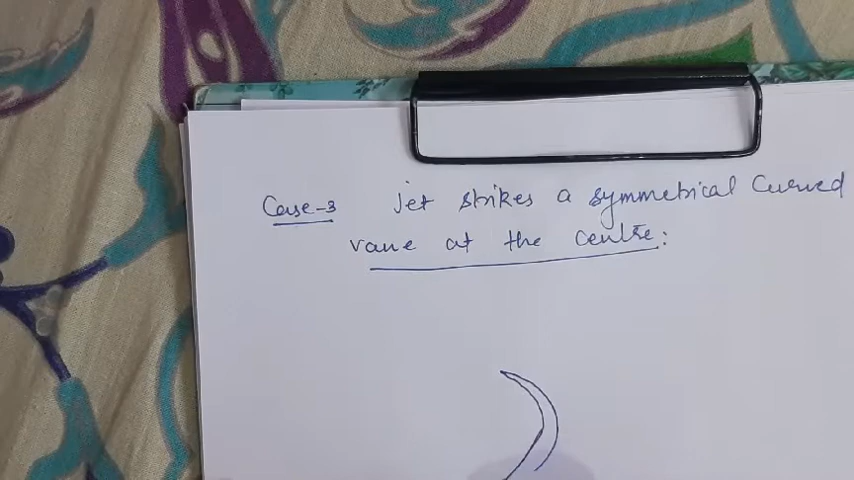 Case-3 Jet strikes a symmetrical Curved
vane at the centre: